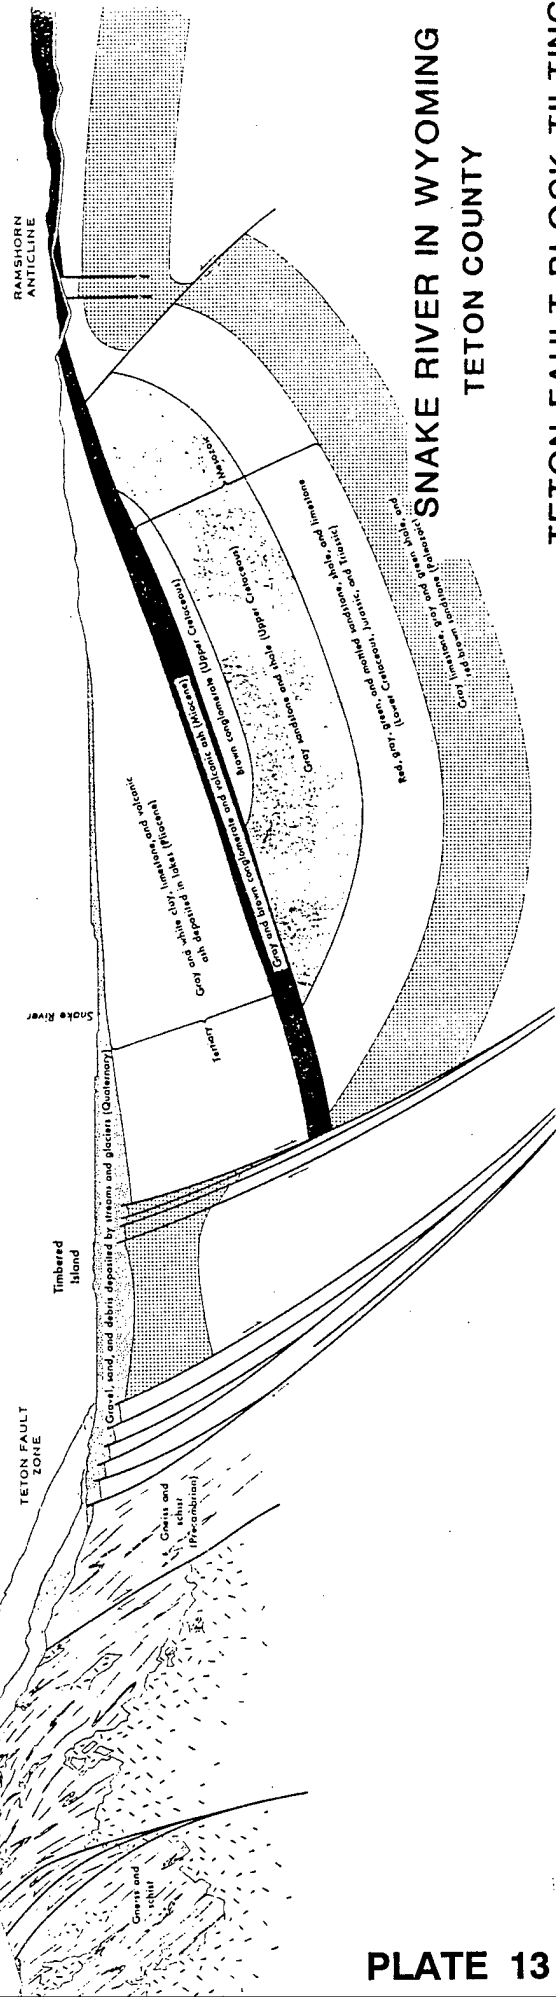 RAMSHORN
ANTICLINE
SNAKE RIVER IN WYOMING
TETON COUNTY
TETON FAULT BLOCK TILTING
Mesozoic
Brown conglomerate (Upper Cretaceous)
Gray sandstone and shale (Upper Cretaceous)
Red, gray, green, and mottled sandstone, shale, and limestone
(Lower Cretaceous, Jurassic, and Triassic)
Gray limestone, gray and green shale, and
red-brown sandstone (Paleozoic)
Gray and brown conglomerate and volcanic ash (Miocene)
Gray and white clay, limestone, and volcanic
ash deposited in lakes (Pliocene)
Snake River
Tertiary
Gravel, sand, and debris deposited by streams and glaciers (Quaternary)
Timbered
Island
TETON FAULT
ZONE
Gneiss and
schist
(Precambrian)
Gneiss and
schist
PLATE 13